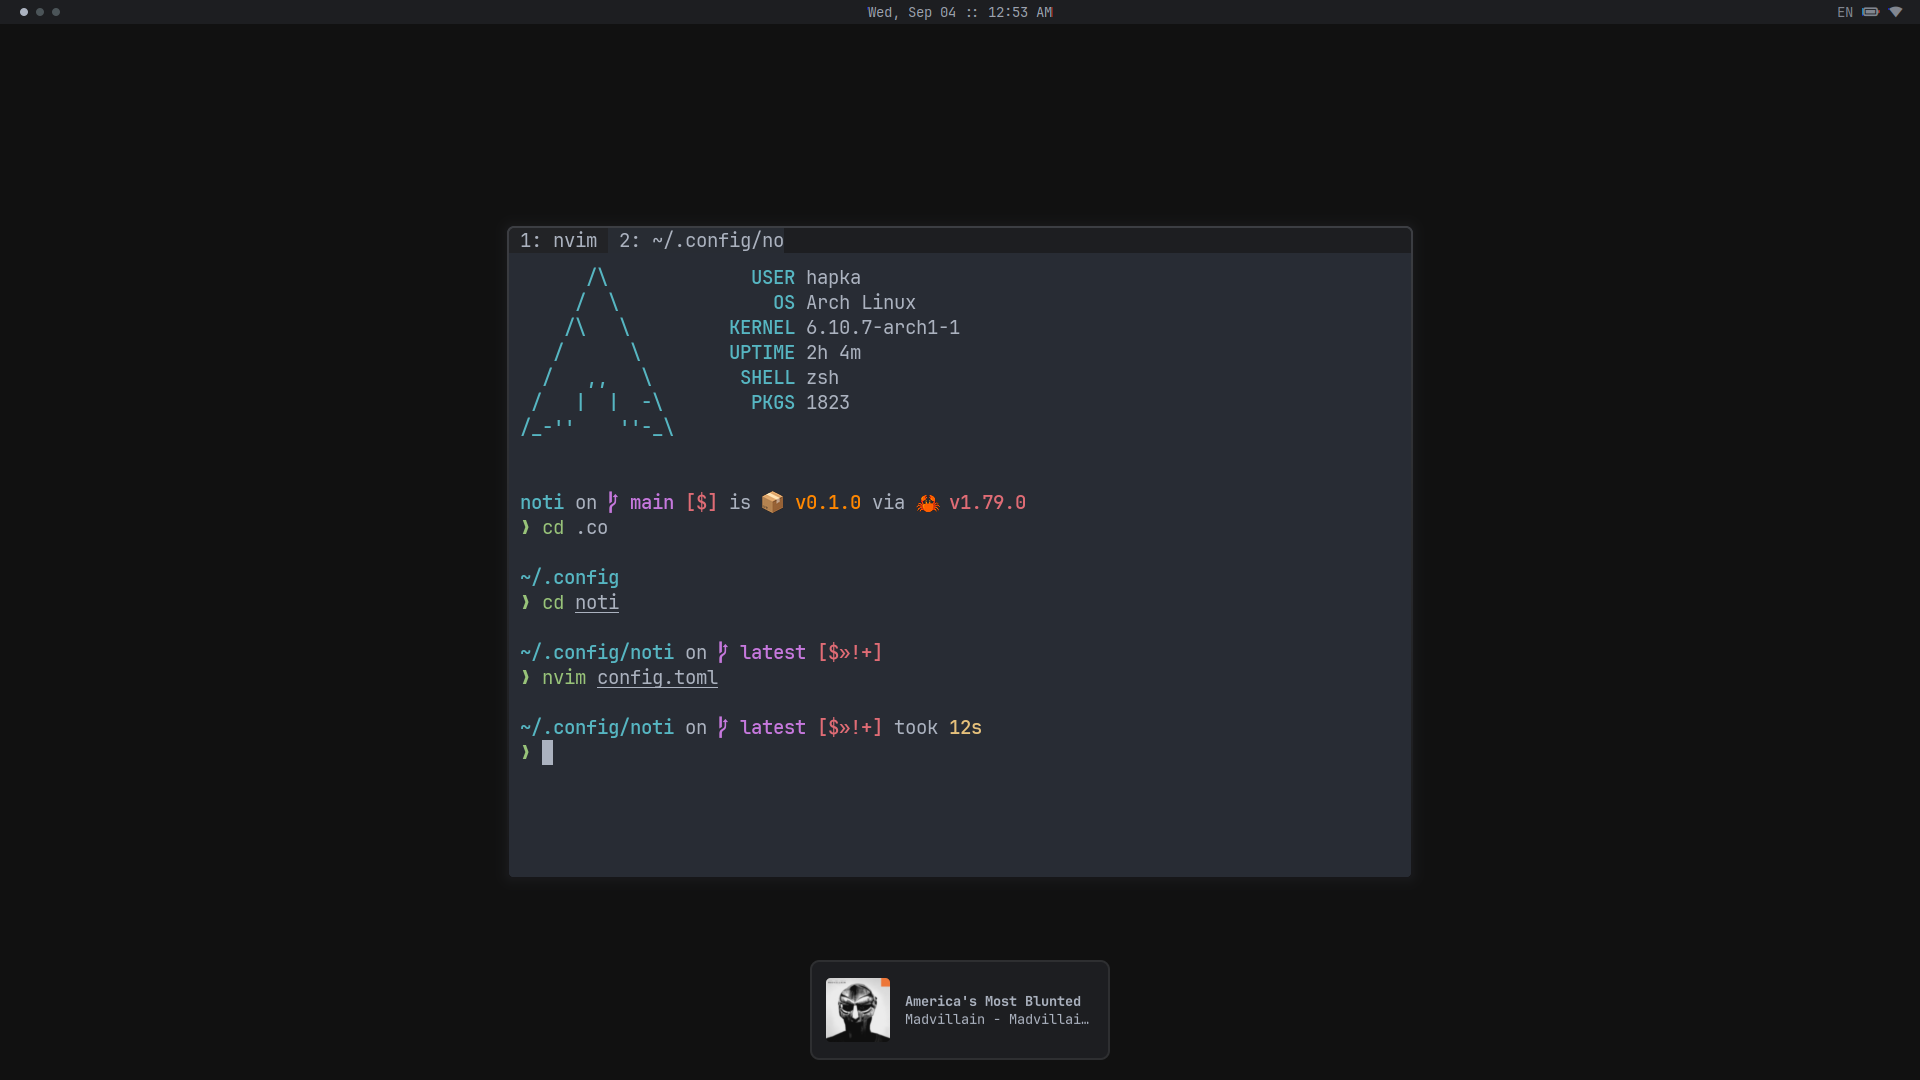 Wed, Sep 04 :: 12:53 AM
EN
1: nvim 2: ~/.config/no
/\ USER hapka
/  \ OS Arch Linux
/\   \ KERNEL 6.10.7-arch1-1
/      \ UPTIME 2h 4m
/   ,,   \ SHELL zsh
/   |  |  -\ PKGS 1823
/_-''    ''-_\
noti on main [$] is 📦 v0.1.0 via 🦀 v1.79.0
❱ cd .co
~/.config
❱ cd noti
~/.config/noti on latest [$»!+]
❱ nvim config.toml
~/.config/noti on latest [$»!+] took 12s
❱
America's Most Blunted
Madvillain - Madvillai…